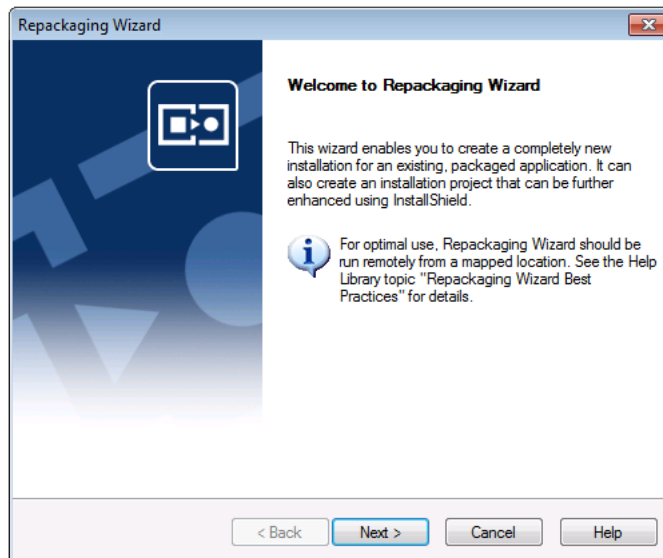 Repackaging Wizard
Welcome to Repackaging Wizard
This wizard enables you to create a completely new
installation for an existing, packaged application. It can
also create an installation project that can be further
enhanced using InstallShield.
For optimal use, Repackaging Wizard should be
run remotely from a mapped location. See the Help
Library topic "Repackaging Wizard Best
Practices" for details.
< Back
Next >
Cancel
Help